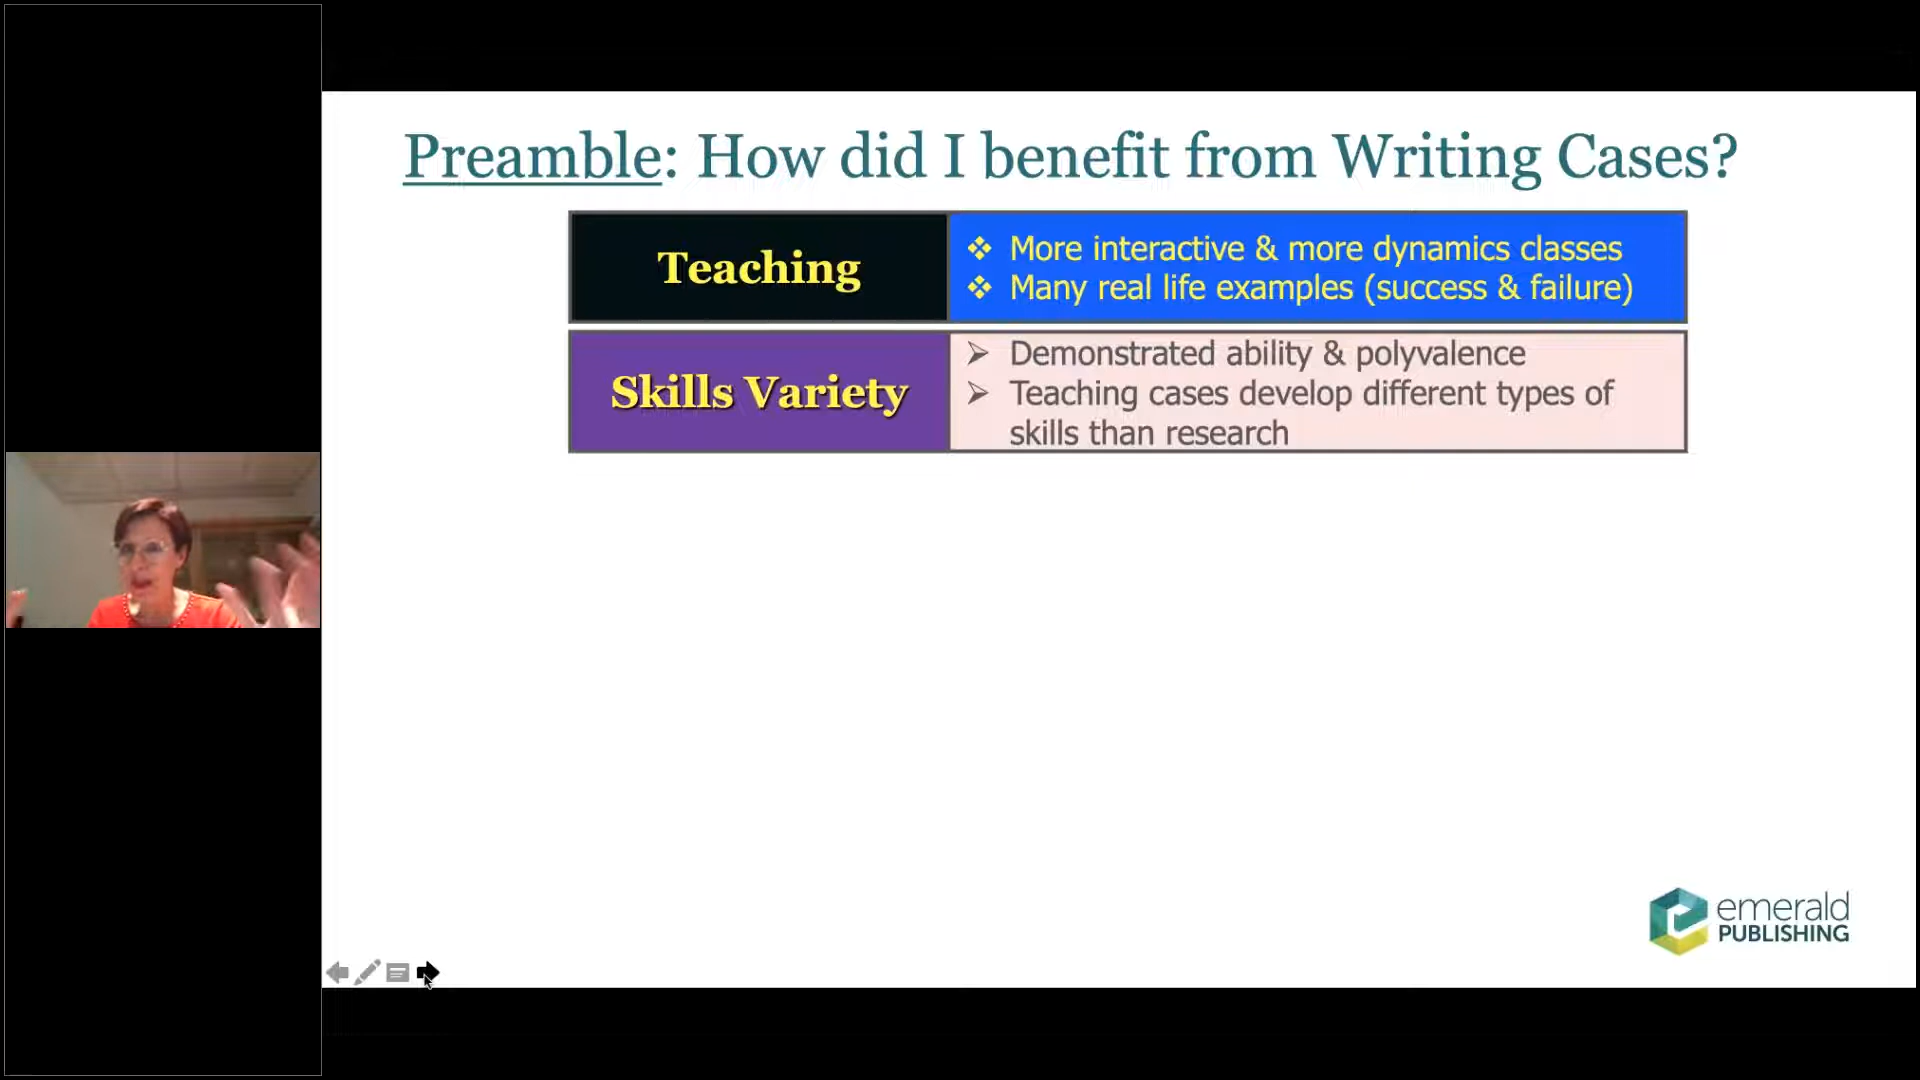 Preamble: How did I benefit from Writing Cases?
Teaching
❖ More interactive & more dynamics classes
❖ Many real life examples (success & failure)
Skills Variety
➢ Demonstrated ability & polyvalence
➢ Teaching cases develop different types of
skills than research
emerald
PUBLISHING